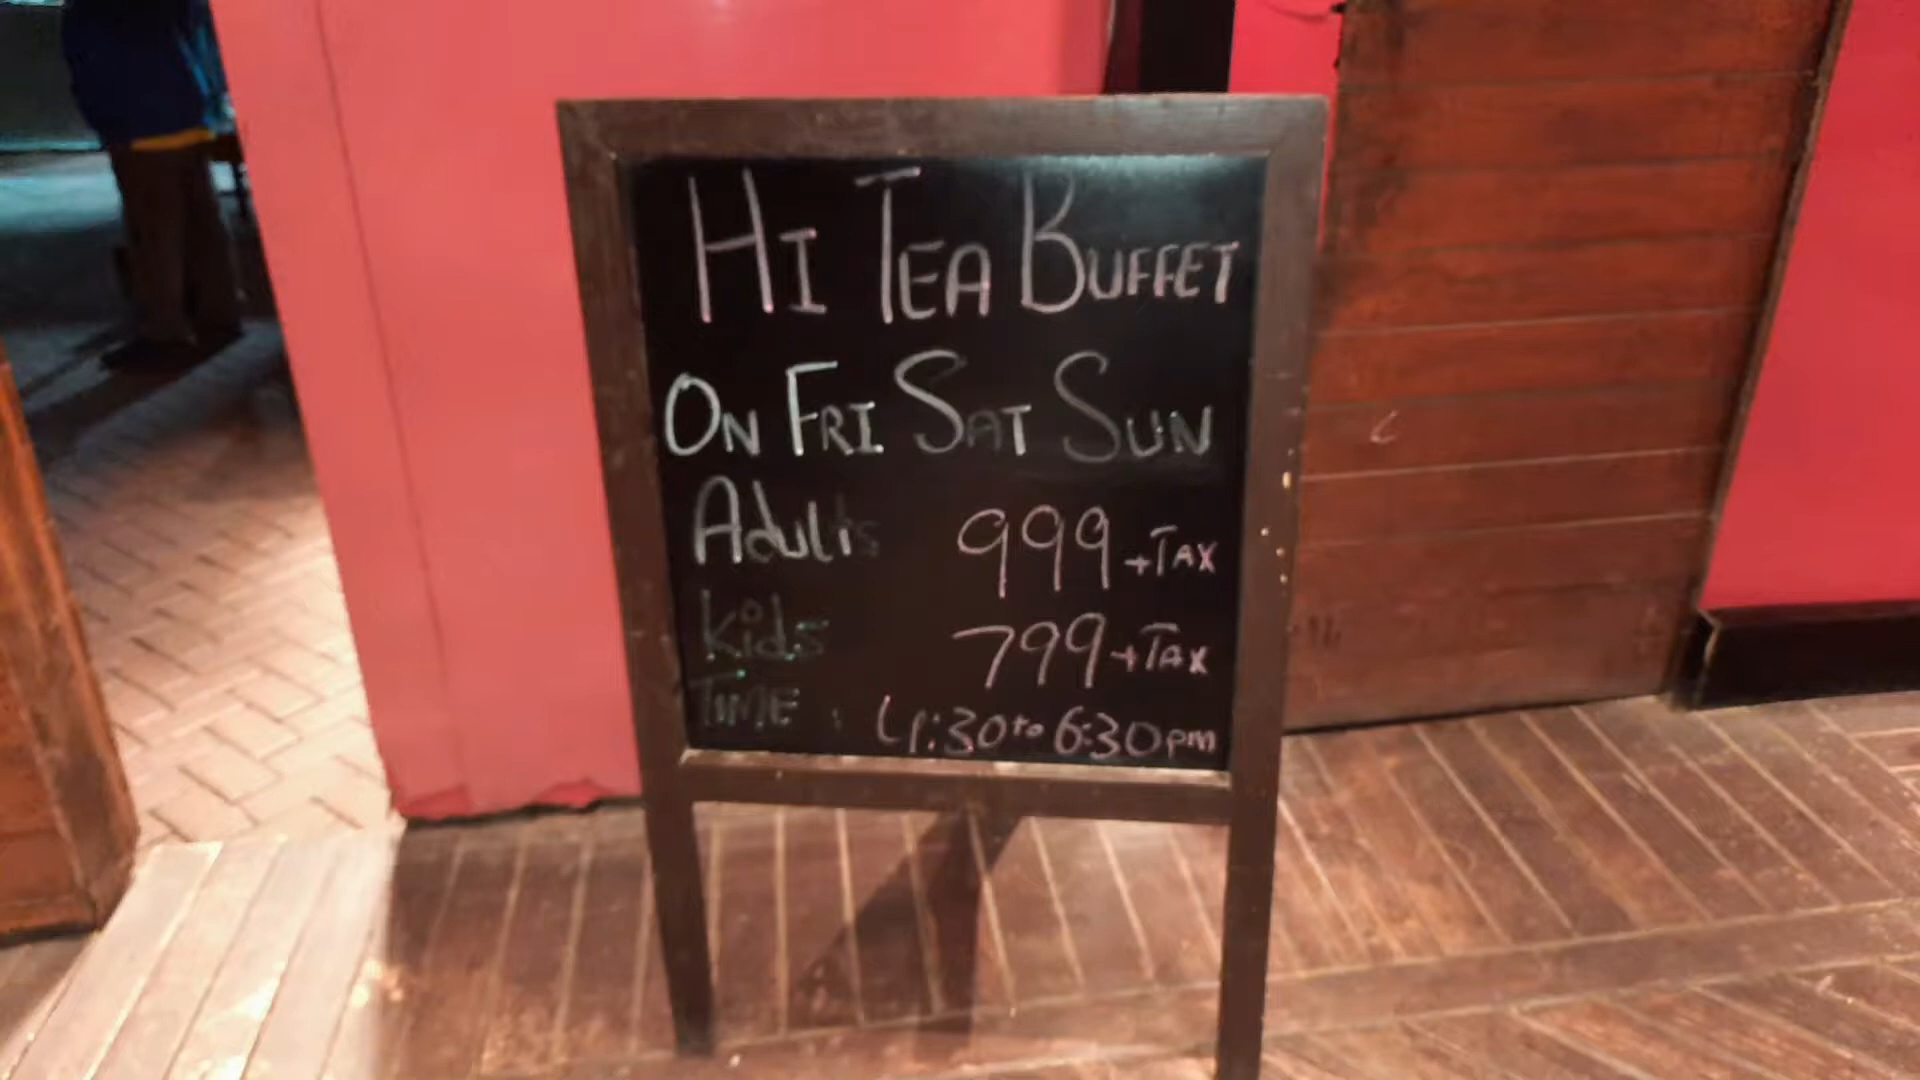 HI TEA BUFFET
ON FRI SAT SUN
Adults 999 +TAX
Kids 799 +TAX
TIME : 4:30 to 6:30pm